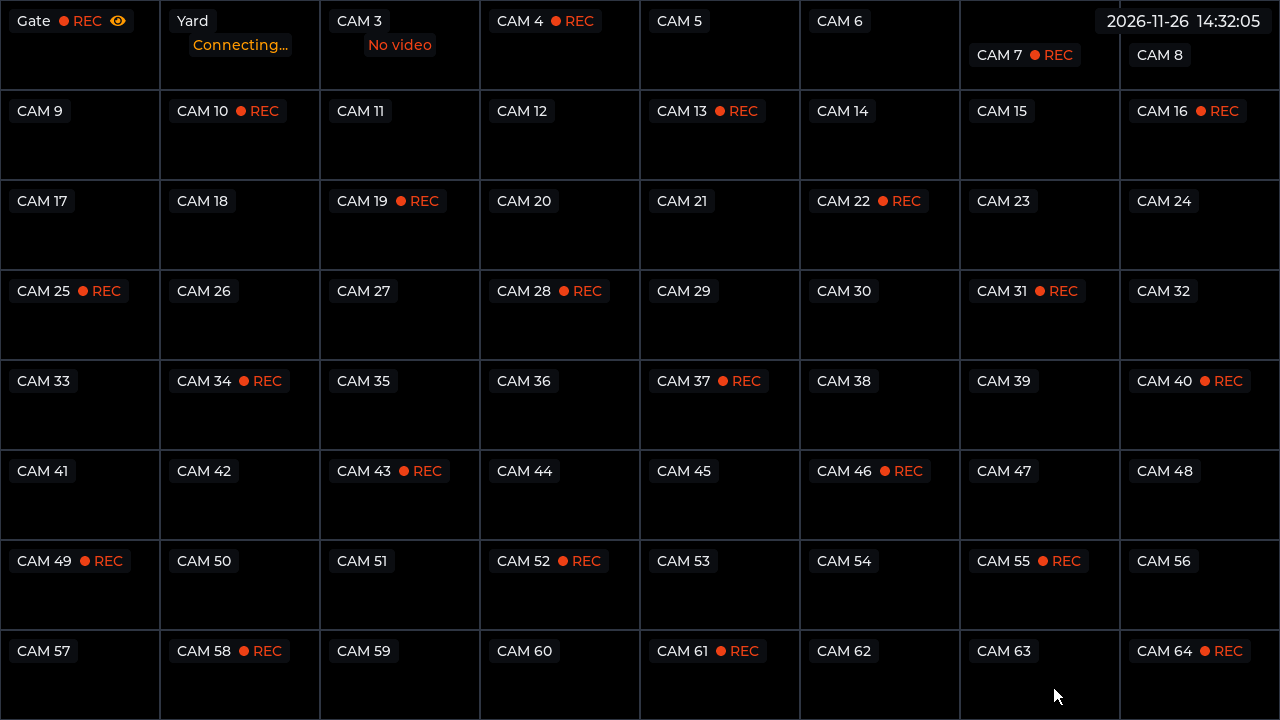 Gate REC
Yard
CAM 3
CAM 4 REC
CAM 5
CAM 6
2026-11-26 14:32:05
Connecting...
No video
CAM 7 REC
CAM 8
CAM 9
CAM 10 REC
CAM 11
CAM 12
CAM 13 REC
CAM 14
CAM 15
CAM 16 REC
CAM 17
CAM 18
CAM 19 REC
CAM 20
CAM 21
CAM 22 REC
CAM 23
CAM 24
CAM 25 REC
CAM 26
CAM 27
CAM 28 REC
CAM 29
CAM 30
CAM 31 REC
CAM 32
CAM 33
CAM 34 REC
CAM 35
CAM 36
CAM 37 REC
CAM 38
CAM 39
CAM 40 REC
CAM 41
CAM 42
CAM 43 REC
CAM 44
CAM 45
CAM 46 REC
CAM 47
CAM 48
CAM 49 REC
CAM 50
CAM 51
CAM 52 REC
CAM 53
CAM 54
CAM 55 REC
CAM 56
CAM 57
CAM 58 REC
CAM 59
CAM 60
CAM 61 REC
CAM 62
CAM 63
CAM 64 REC